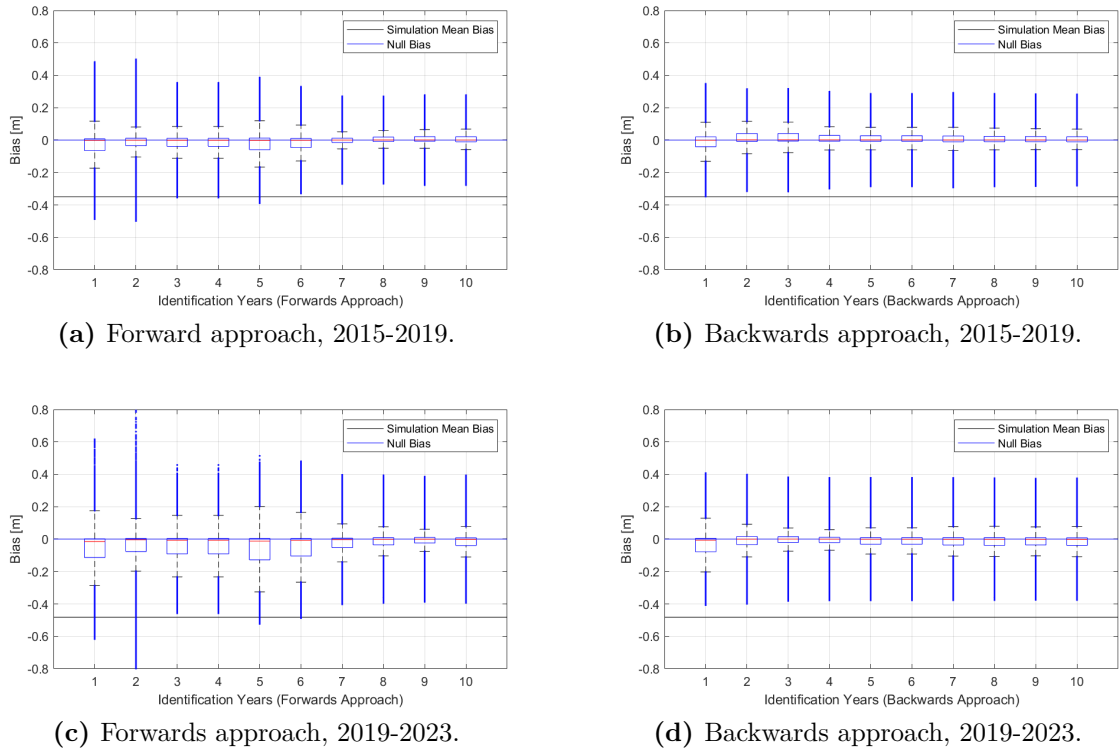 0.8
0.6
0.4
0.2
0
-0.2
-0.4
-0.6
-0.8
Bias [m]
Simulation Mean Bias
Null Bias
1 2 3 4 5 6 7 8 9 10
Identification Years (Forwards Approach)
(a) Forward approach, 2015-2019.
0.8
0.6
0.4
0.2
0
-0.2
-0.4
-0.6
-0.8
Bias [m]
Simulation Mean Bias
Null Bias
1 2 3 4 5 6 7 8 9 10
Identification Years (Backwards Approach)
(b) Backwards approach, 2015-2019.
0.8
0.6
0.4
0.2
0
-0.2
-0.4
-0.6
-0.8
Bias [m]
Simulation Mean Bias
Null Bias
1 2 3 4 5 6 7 8 9 10
Identification Years (Forwards Approach)
(c) Forwards approach, 2019-2023.
0.8
0.6
0.4
0.2
0
-0.2
-0.4
-0.6
-0.8
Bias [m]
Simulation Mean Bias
Null Bias
1 2 3 4 5 6 7 8 9 10
Identification Years (Backwards Approach)
(d) Backwards approach, 2019-2023.